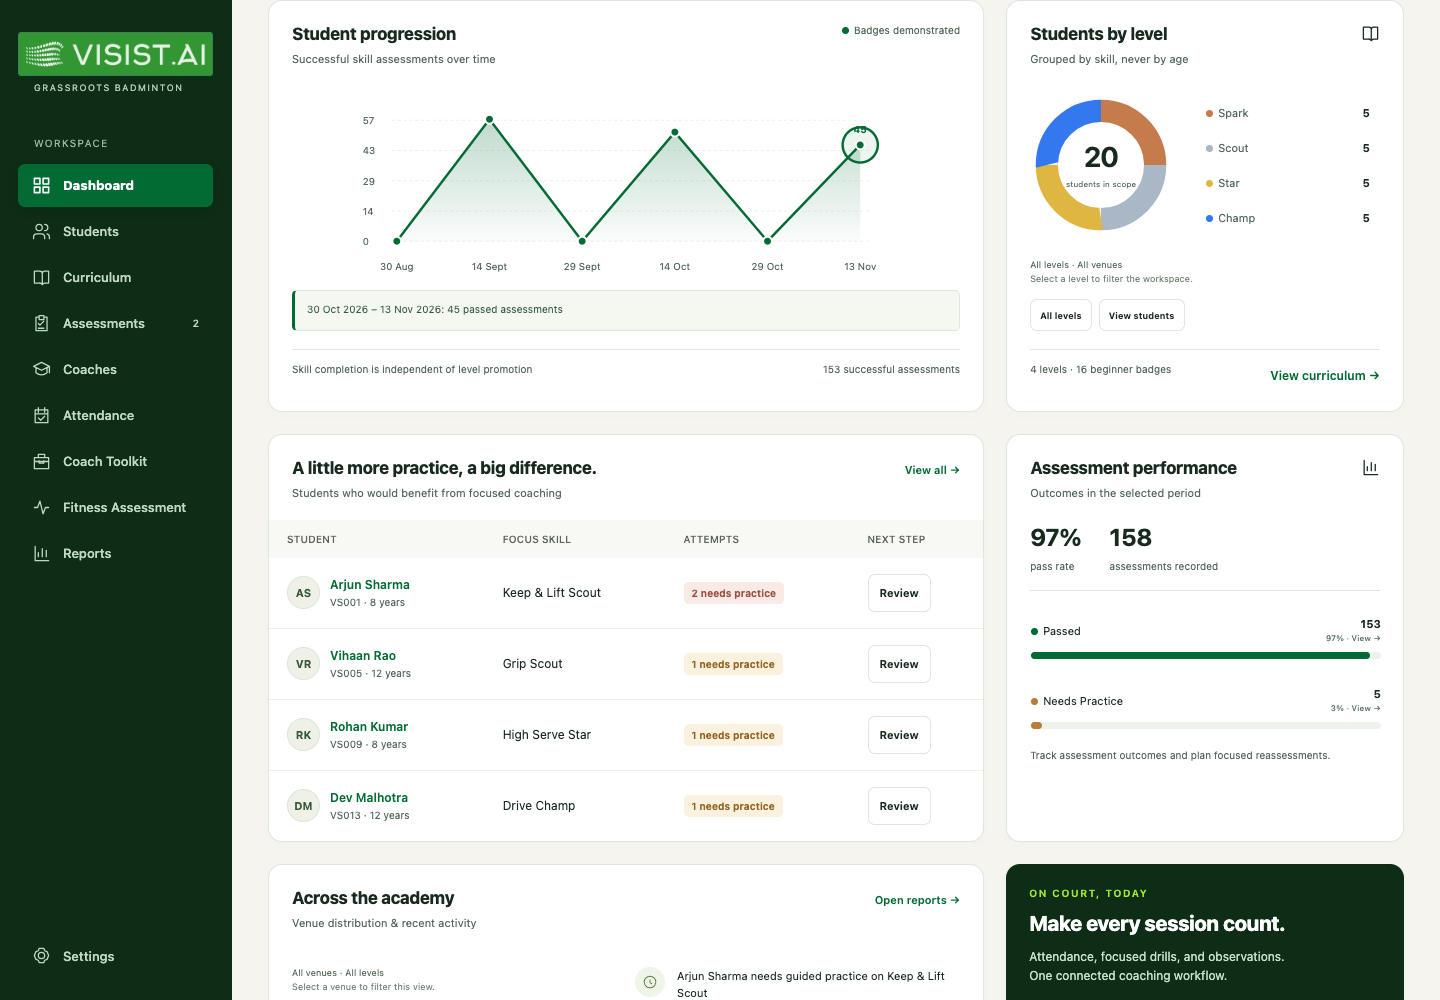 VISIST.AI
GRASSROOTS BADMINTON
WORKSPACE
Dashboard
Students
Curriculum
Assessments 2
Coaches
Attendance
Coach Toolkit
Fitness Assessment
Reports
Settings
Student progression
Badges demonstrated
Successful skill assessments over time
57
43
29
14
0
45
30 Aug 14 Sept 29 Sept 14 Oct 29 Oct 13 Nov
30 Oct 2026 – 13 Nov 2026: 45 passed assessments
Skill completion is independent of level promotion
153 successful assessments
Students by level
Grouped by skill, never by age
20
students in scope
Spark 5
Scout 5
Star 5
Champ 5
All levels · All venues
Select a level to filter the workspace.
All levels View students
4 levels · 16 beginner badges
View curriculum →
A little more practice, a big difference.
View all →
Students who would benefit from focused coaching
STUDENT FOCUS SKILL ATTEMPTS NEXT STEP
AS Arjun Sharma Keep & Lift Scout 2 needs practice Review
VS001 · 8 years
VR Vihaan Rao Grip Scout 1 needs practice Review
VS005 · 12 years
RK Rohan Kumar High Serve Star 1 needs practice Review
VS009 · 8 years
DM Dev Malhotra Drive Champ 1 needs practice Review
VS013 · 12 years
Assessment performance
Outcomes in the selected period
97% 158
pass rate assessments recorded
Passed 153
97% · View →
Needs Practice 5
3% · View →
Track assessment outcomes and plan focused reassessments.
Across the academy
Open reports →
Venue distribution & recent activity
All venues · All levels
Select a venue to filter this view.
Arjun Sharma needs guided practice on Keep & Lift
Scout
ON COURT, TODAY
Make every session count.
Attendance, focused drills, and observations.
One connected coaching workflow.